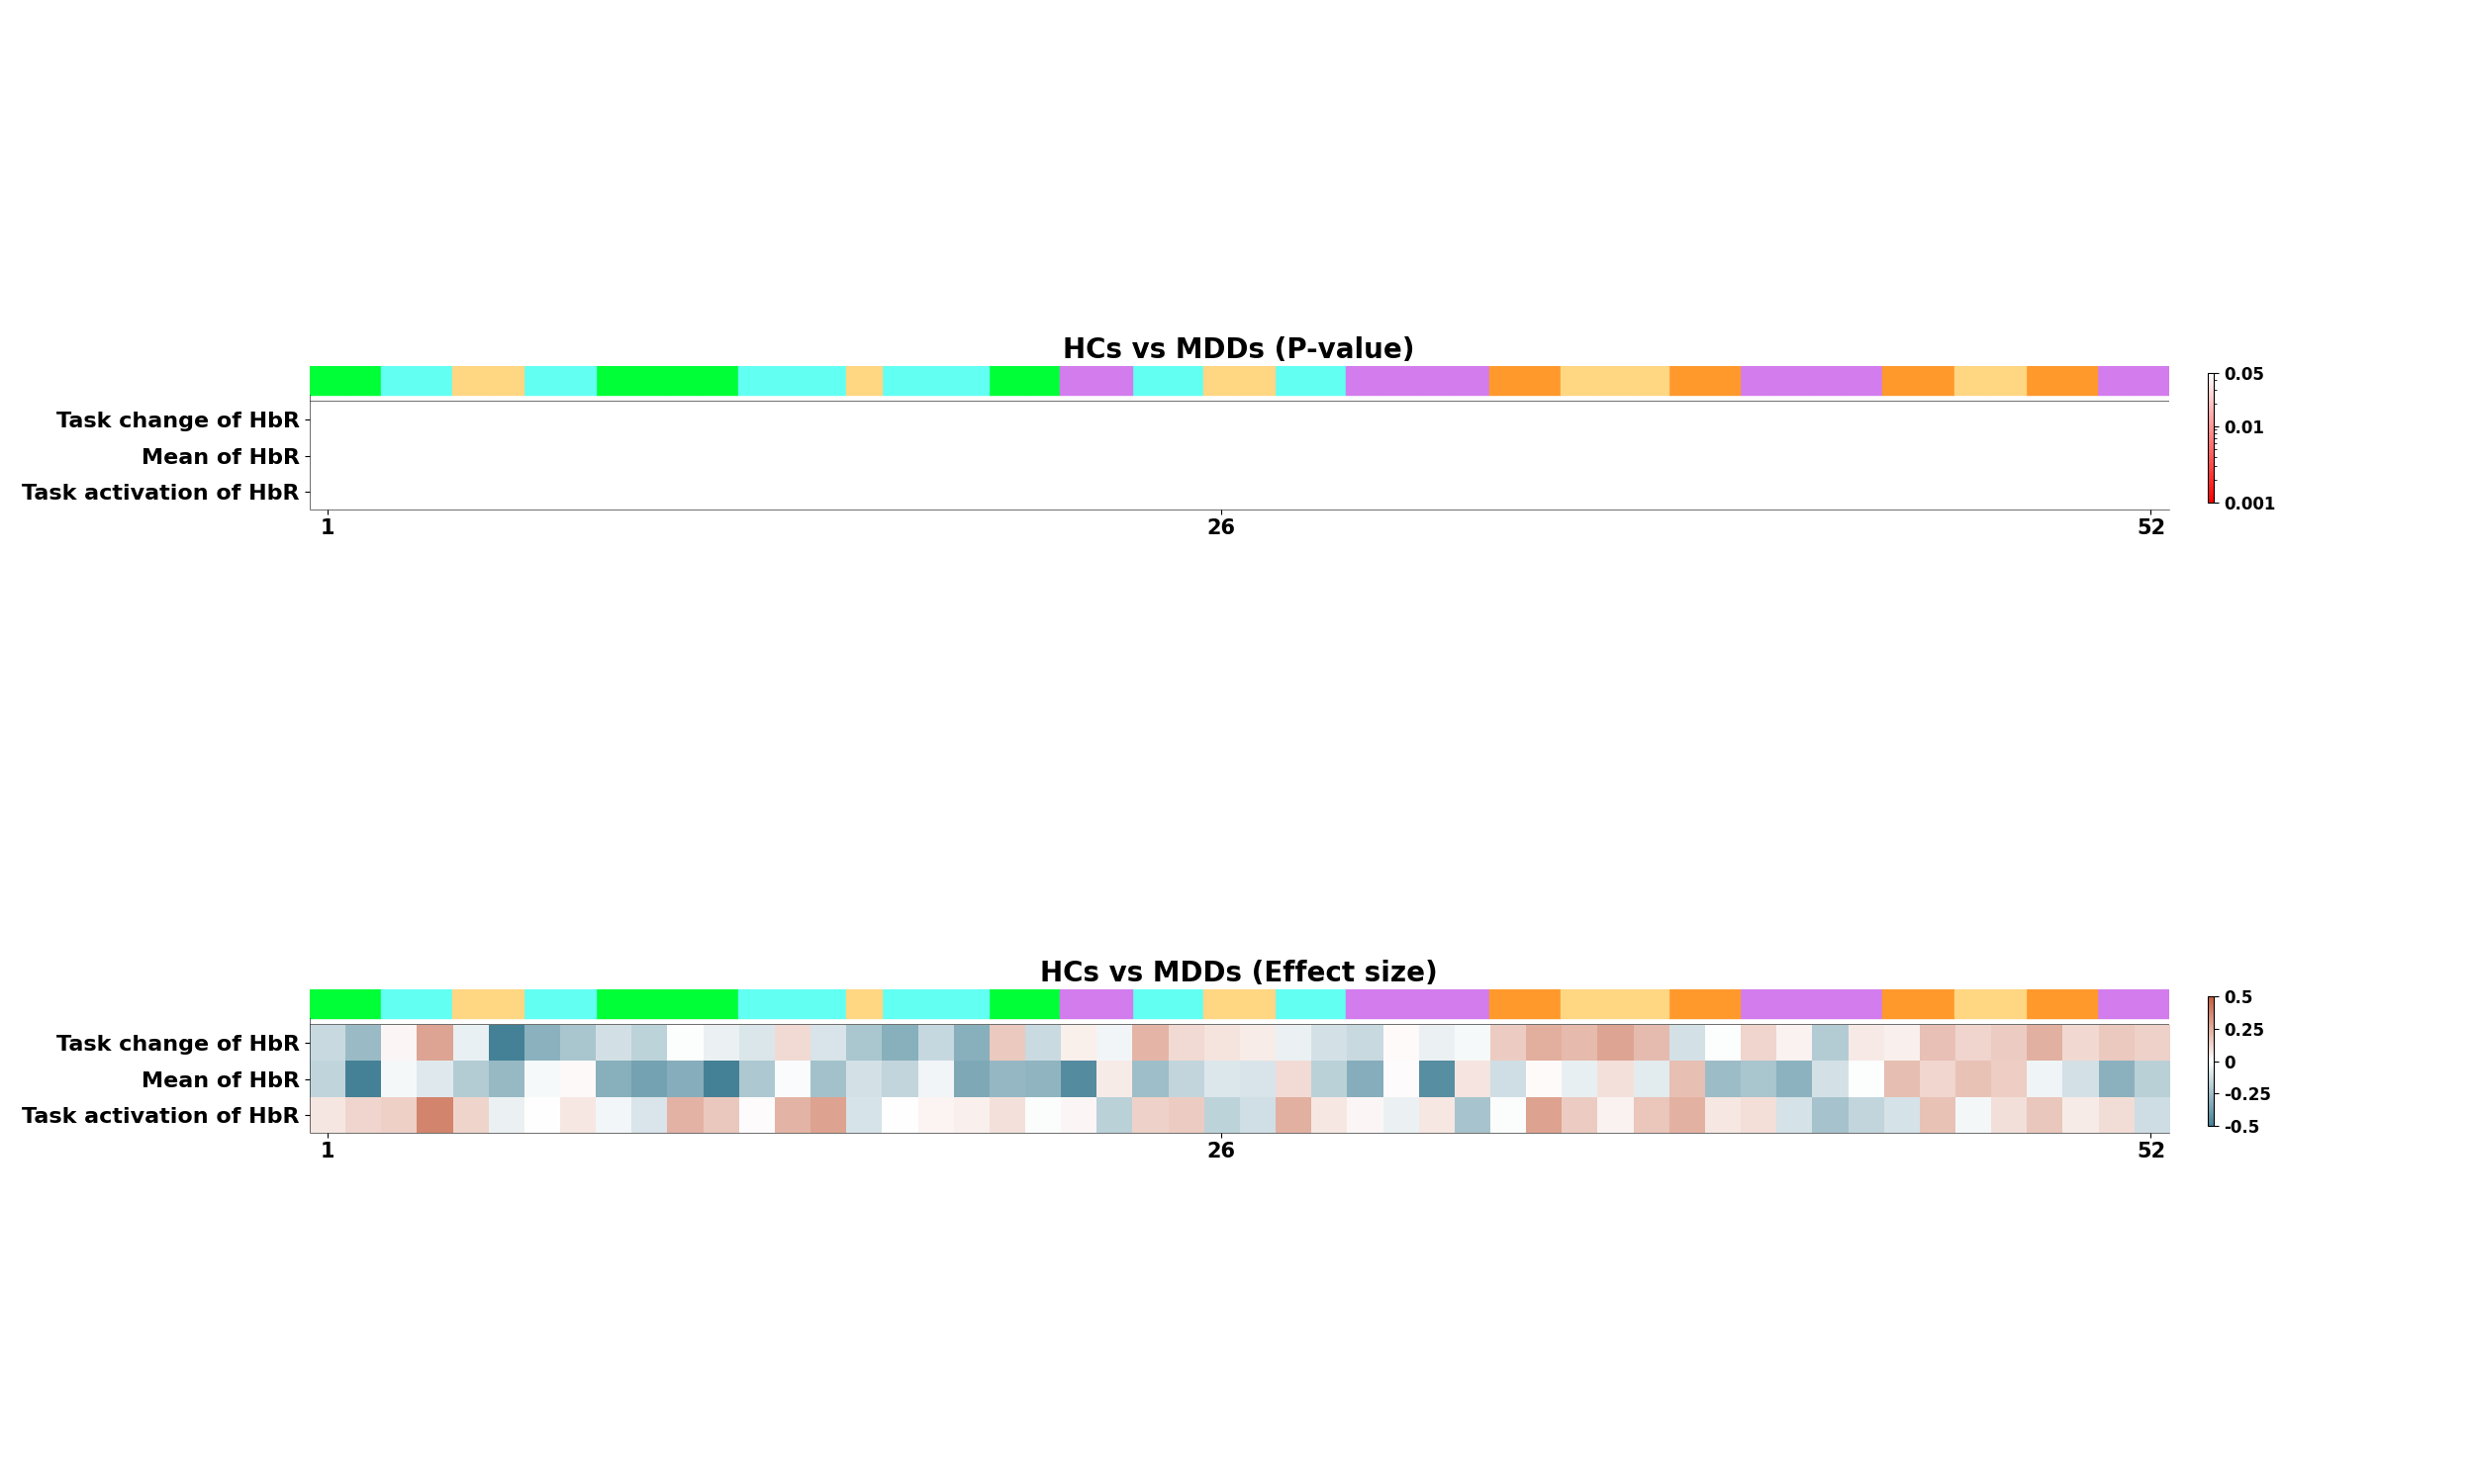 HCs vs MDDs (P-value)
Task change of HbR
Mean of HbR
Task activation of HbR
1 26 52
0.05
0.01
0.001
HCs vs MDDs (Effect size)
Task change of HbR
Mean of HbR
Task activation of HbR
1 26 52
0.5
0.25
0
-0.25
-0.5